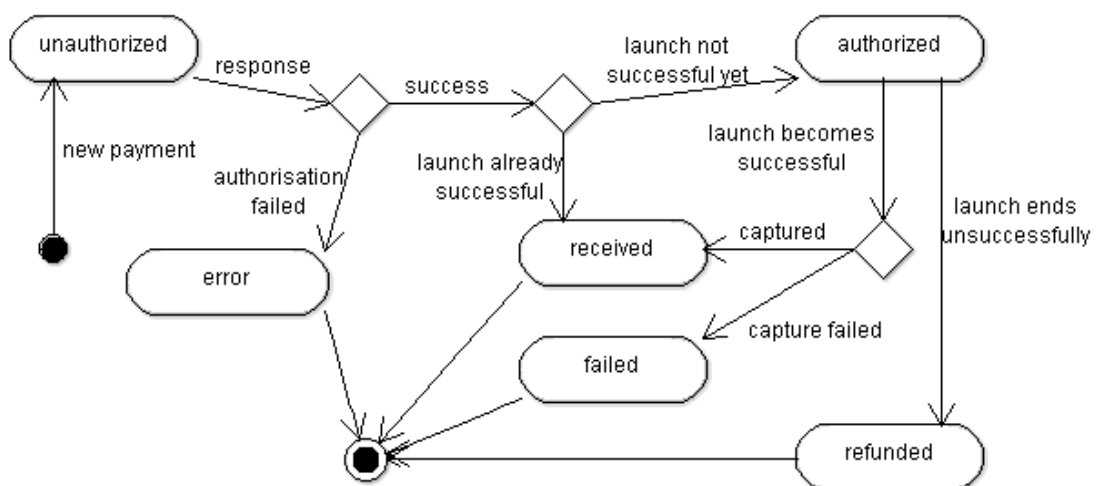 unauthorized
response
success
launch not
successful yet
authorized
new payment
authorisation
failed
launch already
successful
launch becomes
successful
launch ends
unsuccessfully
error
received
captured
capture failed
failed
refunded